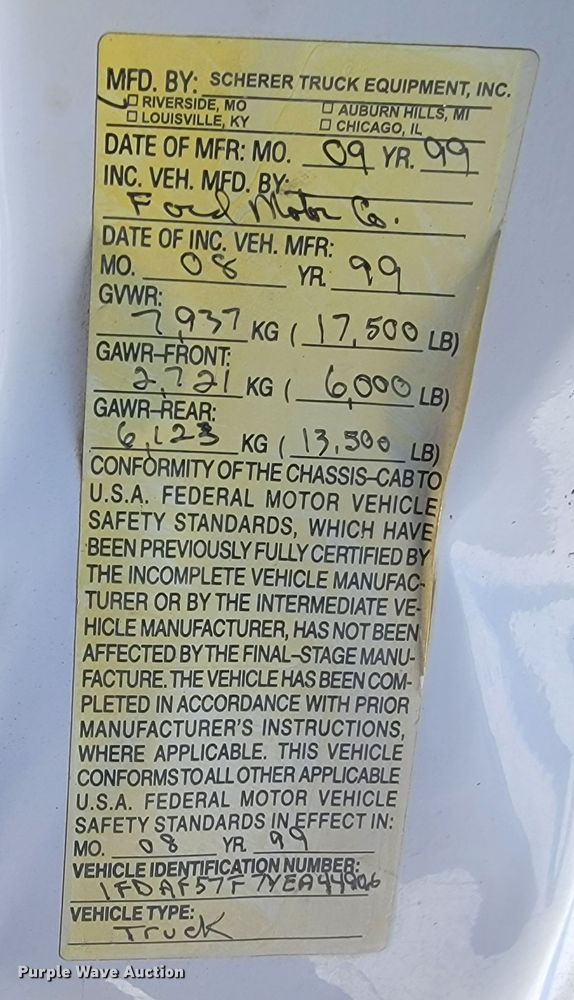 MFD. BY: SCHERER TRUCK EQUIPMENT, INC.
☐ RIVERSIDE, MO ☐ AUBURN HILLS, MI
☐ LOUISVILLE, KY ☐ CHICAGO, IL
DATE OF MFR: MO. 09 YR. 99
INC. VEH. MFD. BY:
Ford Motor Co.
DATE OF INC. VEH. MFR:
MO. 08 YR. 99
GVWR:
7,937 KG ( 17,500 LB)
GAWR–FRONT:
2,721 KG ( 6,000 LB)
GAWR–REAR:
6,123 KG ( 13,500 LB)
CONFORMITY OF THE CHASSIS–CAB TO
U.S.A. FEDERAL MOTOR VEHICLE
SAFETY STANDARDS, WHICH HAVE
BEEN PREVIOUSLY FULLY CERTIFIED BY
THE INCOMPLETE VEHICLE MANUFAC-
TURER OR BY THE INTERMEDIATE VE-
HICLE MANUFACTURER, HAS NOT BEEN
AFFECTED BY THE FINAL–STAGE MANU-
FACTURE. THE VEHICLE HAS BEEN COM-
PLETED IN ACCORDANCE WITH PRIOR
MANUFACTURER'S INSTRUCTIONS,
WHERE APPLICABLE. THIS VEHICLE
CONFORMS TO ALL OTHER APPLICABLE
U.S.A. FEDERAL MOTOR VEHICLE
SAFETY STANDARDS IN EFFECT IN:
MO. 08 YR. 99
VEHICLE IDENTIFICATION NUMBER:
VEHICLE TYPE:
Truck
Purple Wave Auction